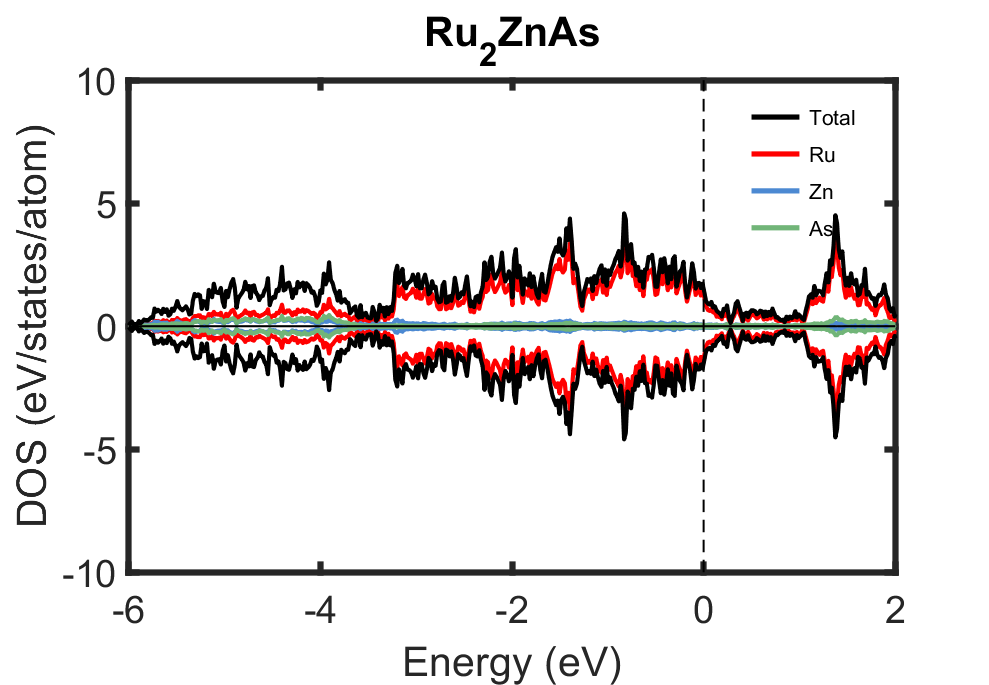 Ru2ZnAs
10
5
0
-5
-10
DOS (eV/states/atom)
Total
Ru
Zn
As
-6 -4 -2 0 2
Energy (eV)